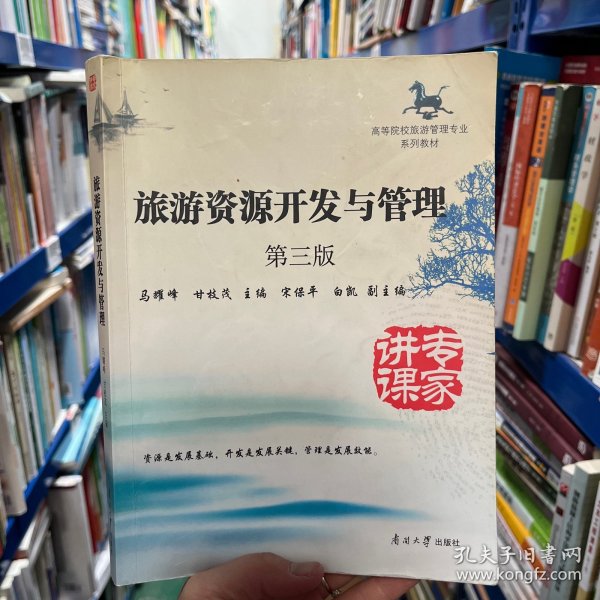 高等院校旅游管理专业
系列教材
旅游资源开发与管理
第三版
马耀峰 甘枝茂 主编 宋保平 白凯 副主编
专家
讲课
资源是发展基础，开发是发展关键，管理是发展效能。
南开大学出版社
旅游资源开发与管理
孔夫子旧书网
www.kongfz.com